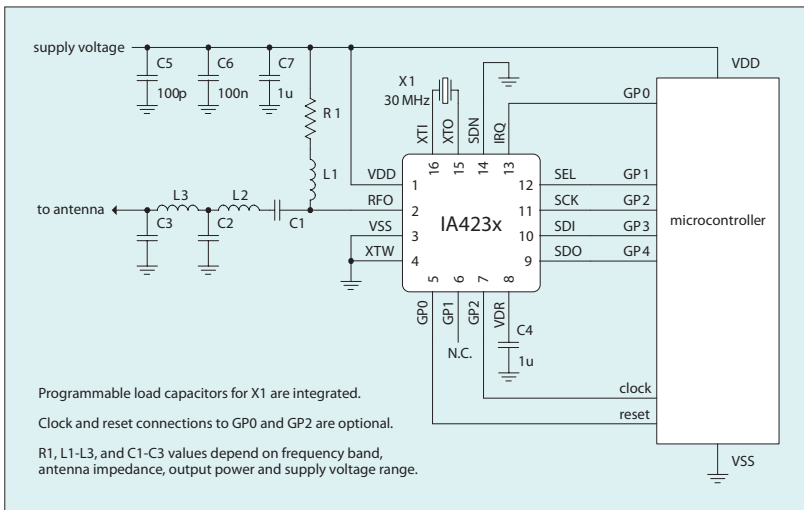 supply voltage
C5
100p
C6
100n
C7
1u
R 1
L1
X1
30 MHz
XTI
XTO
SDN
IRQ
16
15
14
13
VDD
GP0
to antenna
L3
L2
C1
C3
C2
VDD
RFO
VSS
XTW
1
2
3
4
IA423x
12
11
10
9
SEL
SCK
SDI
SDO
GP1
GP2
GP3
GP4
microcontroller
5
6
7
8
GP0
GP1
GP2
VDR
N.C.
C4
1u
clock
reset
VSS
Programmable load capacitors for X1 are integrated.
Clock and reset connections to GP0 and GP2 are optional.
R1, L1-L3, and C1-C3 values depend on frequency band,
antenna impedance, output power and supply voltage range.